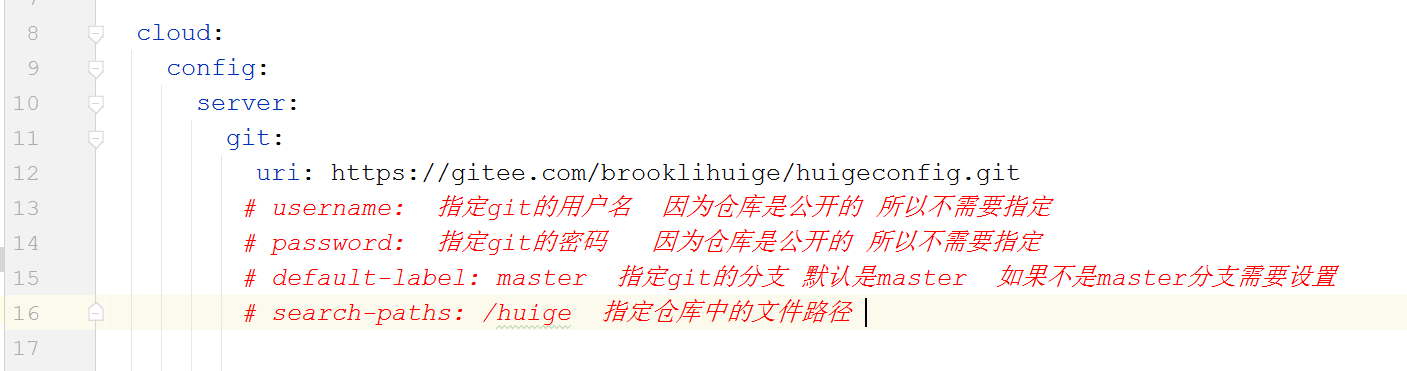 8 cloud:
9 config:
10 server:
11 git:
12 uri: https://gitee.com/brooklihuige/huigeconfig.git
13 # username:  指定git的用户名  因为仓库是公开的 所以不需要指定
14 # password:  指定git的密码   因为仓库是公开的 所以不需要指定
15 # default-label: master  指定git的分支 默认是master  如果不是master分支需要设置
16 # search-paths: /huige  指定仓库中的文件路径
17